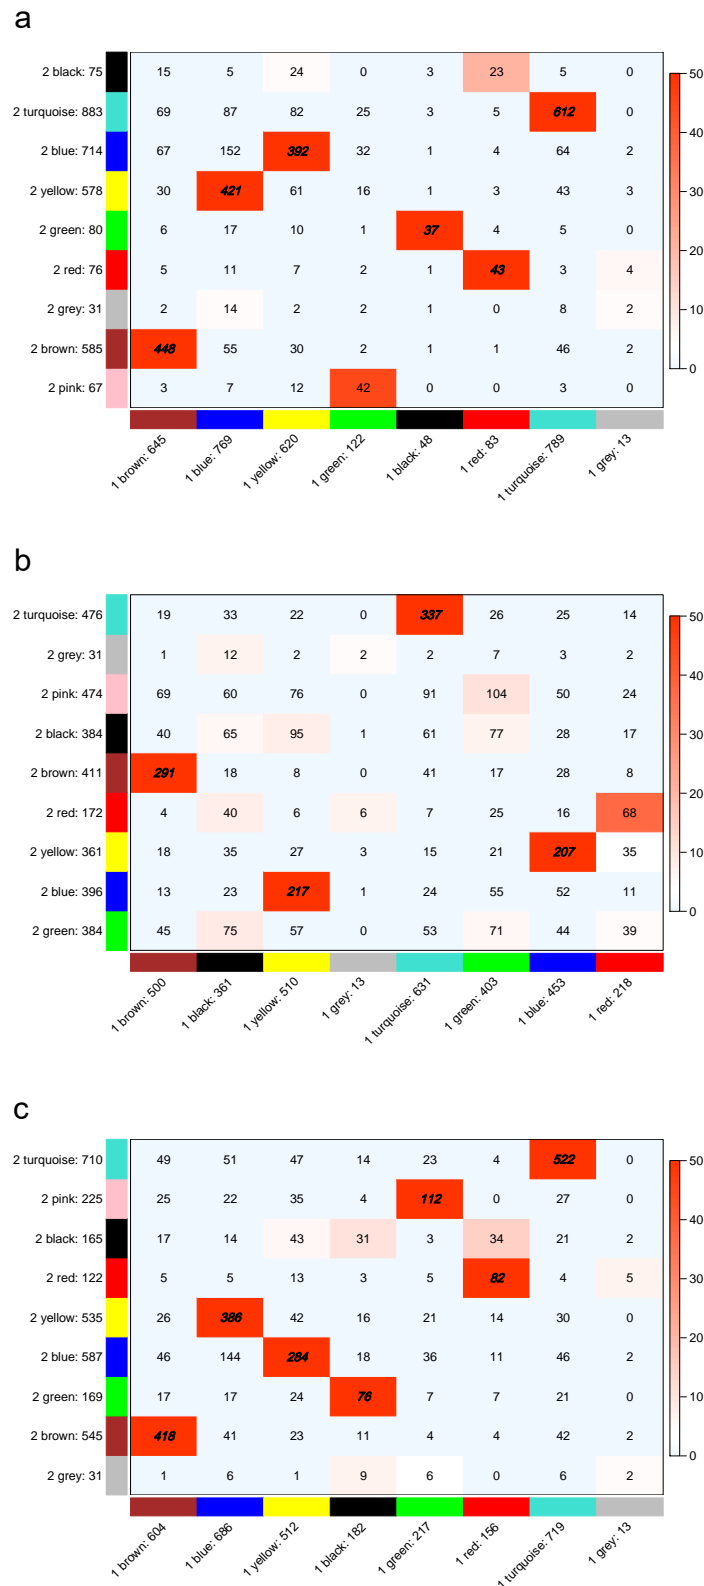 a
2 black: 75 15 5 24 0 3 23 5 0
2 turquoise: 883 69 87 82 25 3 5 612 0
2 blue: 714 67 152 392 32 1 4 64 2
2 yellow: 578 30 421 61 16 1 3 43 3
2 green: 80 6 17 10 1 37 4 5 0
2 red: 76 5 11 7 2 1 43 3 4
2 grey: 31 2 14 2 2 1 0 8 2
2 brown: 585 448 55 30 2 1 1 46 2
2 pink: 67 3 7 12 42 0 0 3 0
1 brown: 645
1 blue: 769
1 yellow: 620
1 green: 122
1 black: 48
1 red: 83
1 turquoise: 789
1 grey: 13
50
40
30
20
10
0
b
2 turquoise: 476 19 33 22 0 337 26 25 14
2 grey: 31 1 12 2 2 2 7 3 2
2 pink: 474 69 60 76 0 91 104 50 24
2 black: 384 40 65 95 1 61 77 28 17
2 brown: 411 291 18 8 0 41 17 28 8
2 red: 172 4 40 6 6 7 25 16 68
2 yellow: 361 18 35 27 3 15 21 207 35
2 blue: 396 13 23 217 1 24 55 52 11
2 green: 384 45 75 57 0 53 71 44 39
1 brown: 500
1 black: 361
1 yellow: 510
1 grey: 13
1 turquoise: 631
1 green: 403
1 blue: 453
1 red: 218
50
40
30
20
10
0
c
2 turquoise: 710 49 51 47 14 23 4 522 0
2 pink: 225 25 22 35 4 112 0 27 0
2 black: 165 17 14 43 31 3 34 21 2
2 red: 122 5 5 13 3 5 82 4 5
2 yellow: 535 26 386 42 16 21 14 30 0
2 blue: 587 46 144 284 18 36 11 46 2
2 green: 169 17 17 24 76 7 7 21 0
2 brown: 545 418 41 23 11 4 4 42 2
2 grey: 31 1 6 1 9 6 0 6 2
1 brown: 604
1 blue: 686
1 yellow: 512
1 black: 182
1 green: 217
1 red: 156
1 turquoise: 719
1 grey: 13
50
40
30
20
10
0